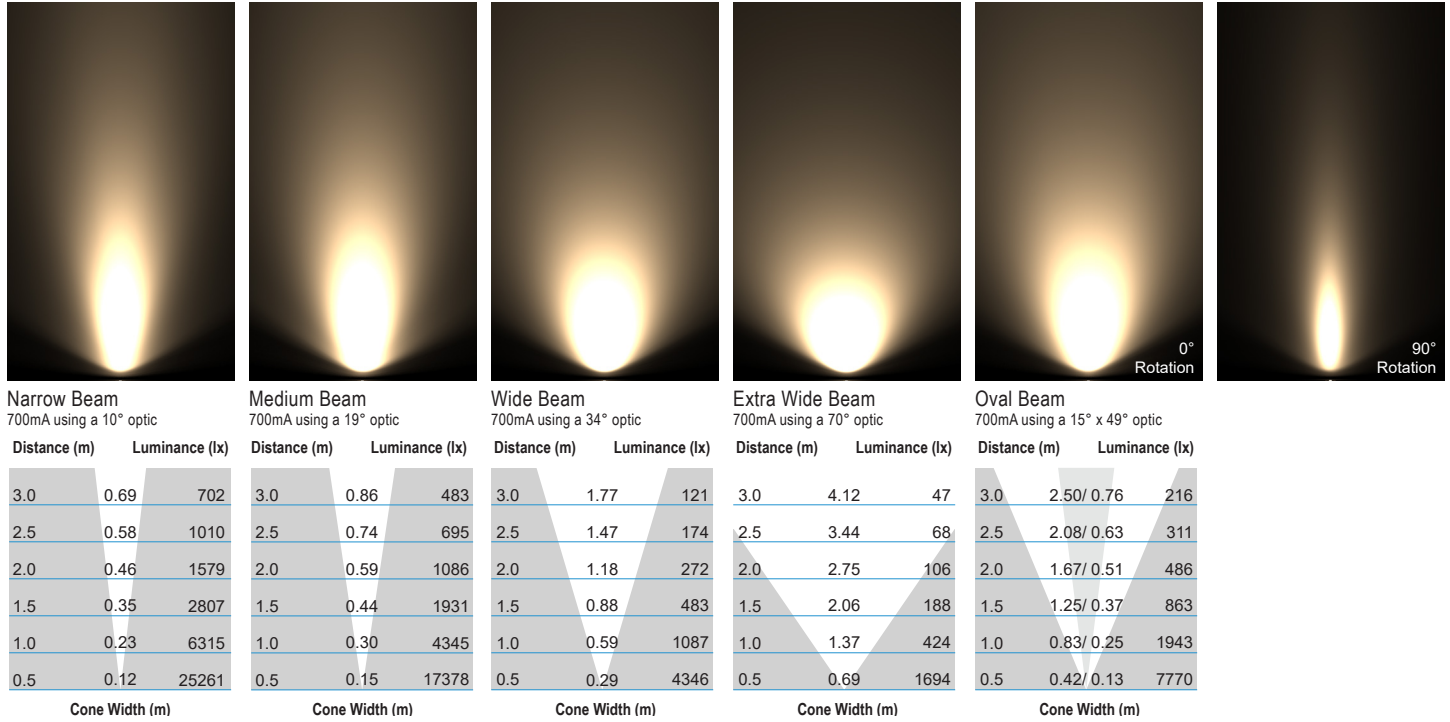 0°
Rotation
90°
Rotation
Narrow Beam
700mA using a 10° optic
Distance (m) Luminance (lx)
3.0 0.69 702
2.5 0.58 1010
2.0 0.46 1579
1.5 0.35 2807
1.0 0.23 6315
0.5 0.12 25261
Cone Width (m)
Medium Beam
700mA using a 19° optic
Distance (m) Luminance (lx)
3.0 0.86 483
2.5 0.74 695
2.0 0.59 1086
1.5 0.44 1931
1.0 0.30 4345
0.5 0.15 17378
Cone Width (m)
Wide Beam
700mA using a 34° optic
Distance (m) Luminance (lx)
3.0 1.77 121
2.5 1.47 174
2.0 1.18 272
1.5 0.88 483
1.0 0.59 1087
0.5 0.29 4346
Cone Width (m)
Extra Wide Beam
700mA using a 70° optic
Distance (m) Luminance (lx)
3.0 4.12 47
2.5 3.44 68
2.0 2.75 106
1.5 2.06 188
1.0 1.37 424
0.5 0.69 1694
Cone Width (m)
Oval Beam
700mA using a 15° x 49° optic
Distance (m) Luminance (lx)
3.0 2.50/ 0.76 216
2.5 2.08/ 0.63 311
2.0 1.67/ 0.51 486
1.5 1.25/ 0.37 863
1.0 0.83/ 0.25 1943
0.5 0.42/ 0.13 7770
Cone Width (m)